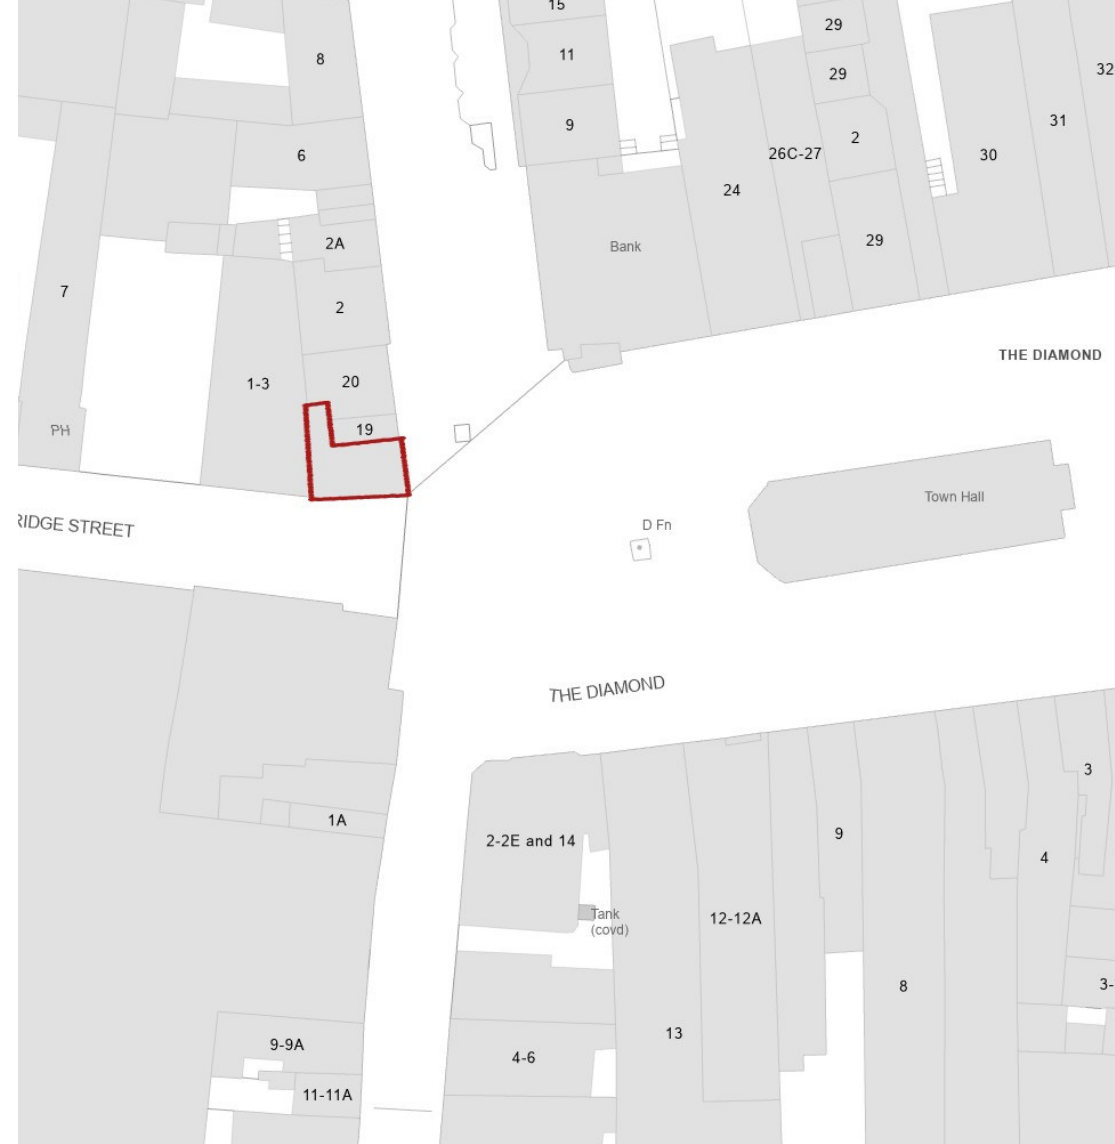 15
29
8
11
29
32
9
31
2
6
26C-27
30
24
2A
29
Bank
7
2
THE DIAMOND
1-3
20
PH
19
Town Hall
RIDGE STREET
D Fn
THE DIAMOND
3
1A
2-2E and 14
9
4
Tank
(covd)
12-12A
8
3-
13
9-9A
4-6
11-11A